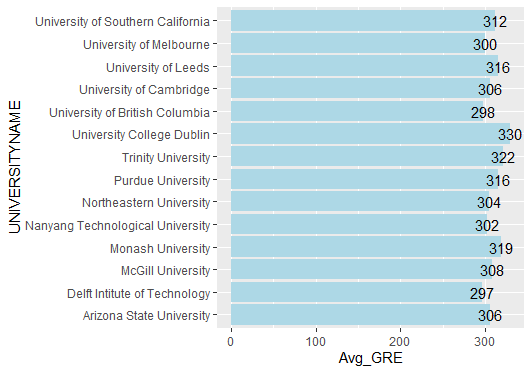 UNIVERSITYNAME
University of Southern California 312
University of Melbourne 300
University of Leeds 316
University of Cambridge 306
University of British Columbia 298
University College Dublin 330
Trinity University 322
Purdue University 316
Northeastern University 304
Nanyang Technological University 302
Monash University 319
McGill University 308
Delft Intitute of Technology 297
Arizona State University 306
0 100 200 300
Avg_GRE